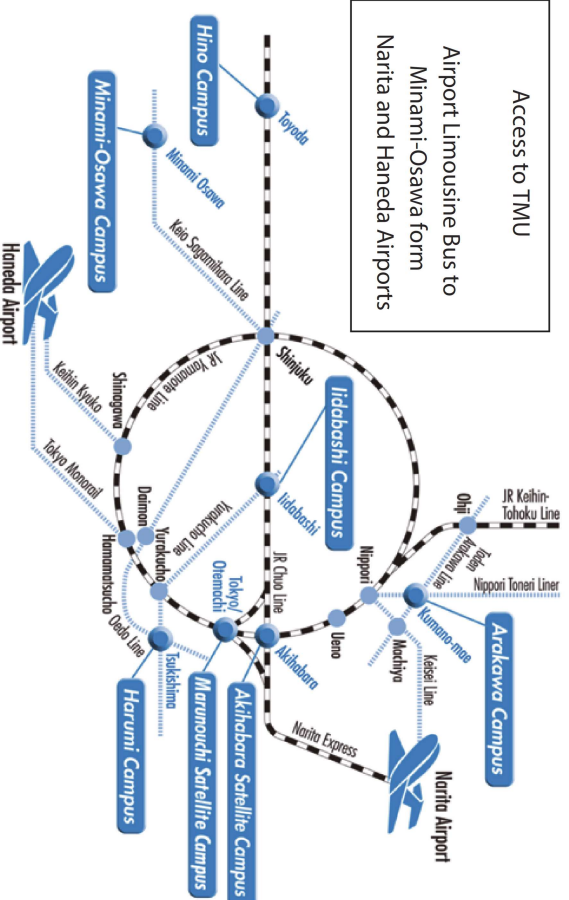 Access to TMU
Airport Limousine Bus to
Minami-Osawa form
Narita and Haneda Airports
JR Keihin-
Tohoku Line
Ohji
Toden
Arakawa Line
Nippori Toneri Liner
Nippori
Kumano-mae
Arakawa Campus
Machiya
Keisei Line
Narita Airport
Ueno
Iidabashi Campus
Hino Campus
Toyoda
Shinjuku
Iidabashi
JR Chuo Line
Akihabara
Narita Express
Tokyo/
Otemachi
Akihabara Satellite Campus
Marunouchi Satellite Campus
Minami Osawa
Minami-Osawa Campus
Keio Sagamihara Line
JR Yamanote Line
Yurakucho Line
Yurakucho
Daimon
Tsukishima
Harumi Campus
Oedo Line
Hamamatsucho
Shinagawa
Keihin Kyuko
Tokyo Monorail
Haneda Airport